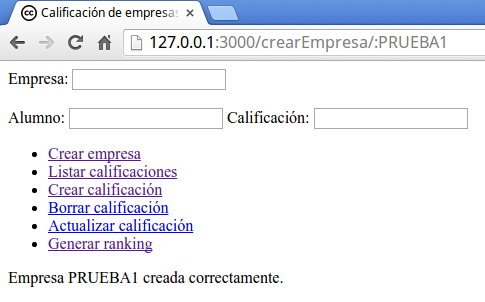 Calificación de empresas
127.0.0.1:3000/crearEmpresa/:PRUEBA1
Empresa:
Alumno: Calificación:
Crear empresa
Listar calificaciones
Crear calificación
Borrar calificación
Actualizar calificación
Generar ranking
Empresa PRUEBA1 creada correctamente.